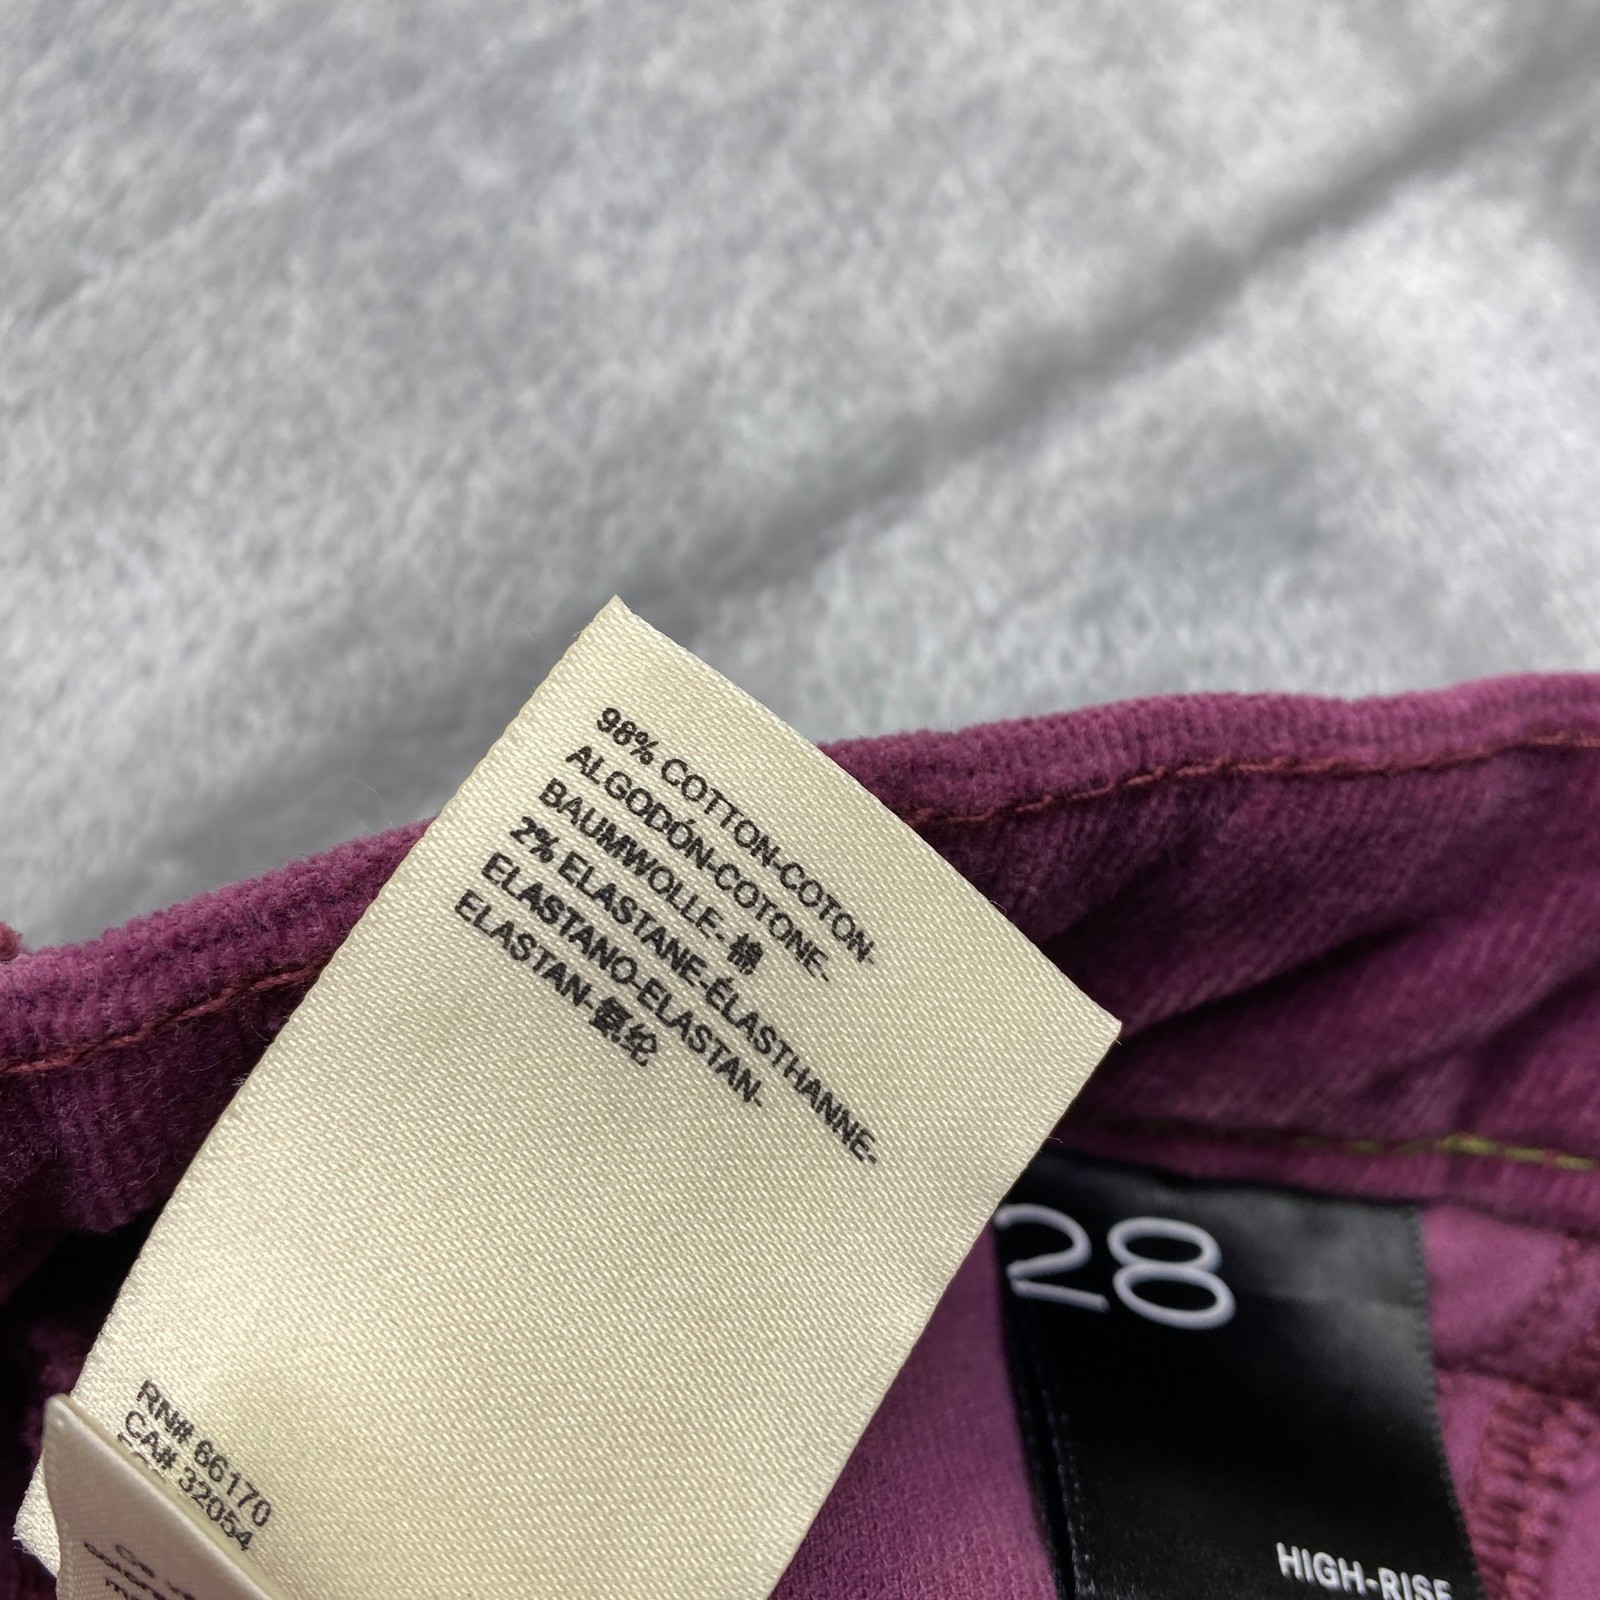 98% COTTON-COTON-
ALGODÓN-COTONE-
BAUMWOLLE-棉
2% ELASTANE-ÉLASTHANNE-
ELASTANO-ELASTAN-
ELASTAN-氨纶
RN# 66170
CA# 32054
28
HIGH-RISE